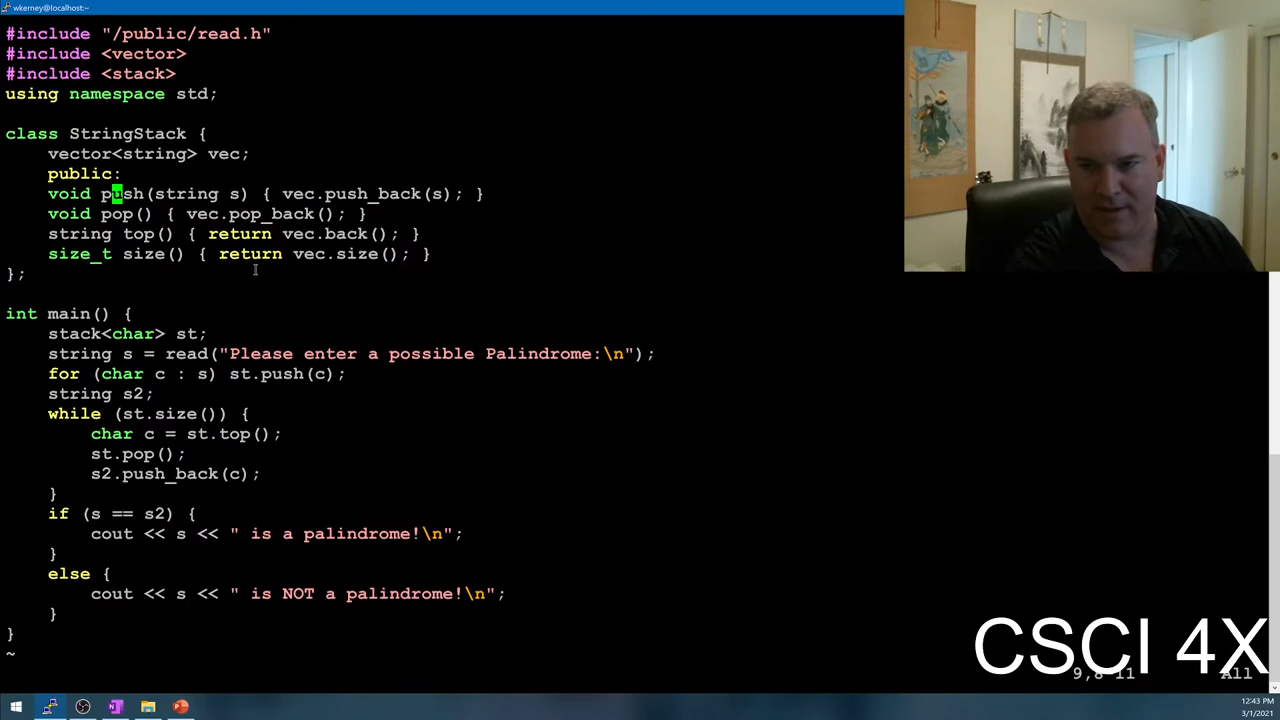 wkerney@localhost:~
#include "/public/read.h"
#include <vector>
#include <stack>
using namespace std;
class StringStack {
    vector<string> vec;
    public:
    void push(string s) { vec.push_back(s); }
    void pop() { vec.pop_back(); }
    string top() { return vec.back(); }
    size_t size() { return vec.size(); }
};
int main() {
    stack<char> st;
    string s = read("Please enter a possible Palindrome:\n");
    for (char c : s) st.push(c);
    string s2;
    while (st.size()) {
        char c = st.top();
        st.pop();
        s2.push_back(c);
    }
    if (s == s2) {
        cout << s << " is a palindrome!\n";
    }
    else {
        cout << s << " is NOT a palindrome!\n";
    }
}
~
CSCI 4X
All
12:43 PM
3/1/2021